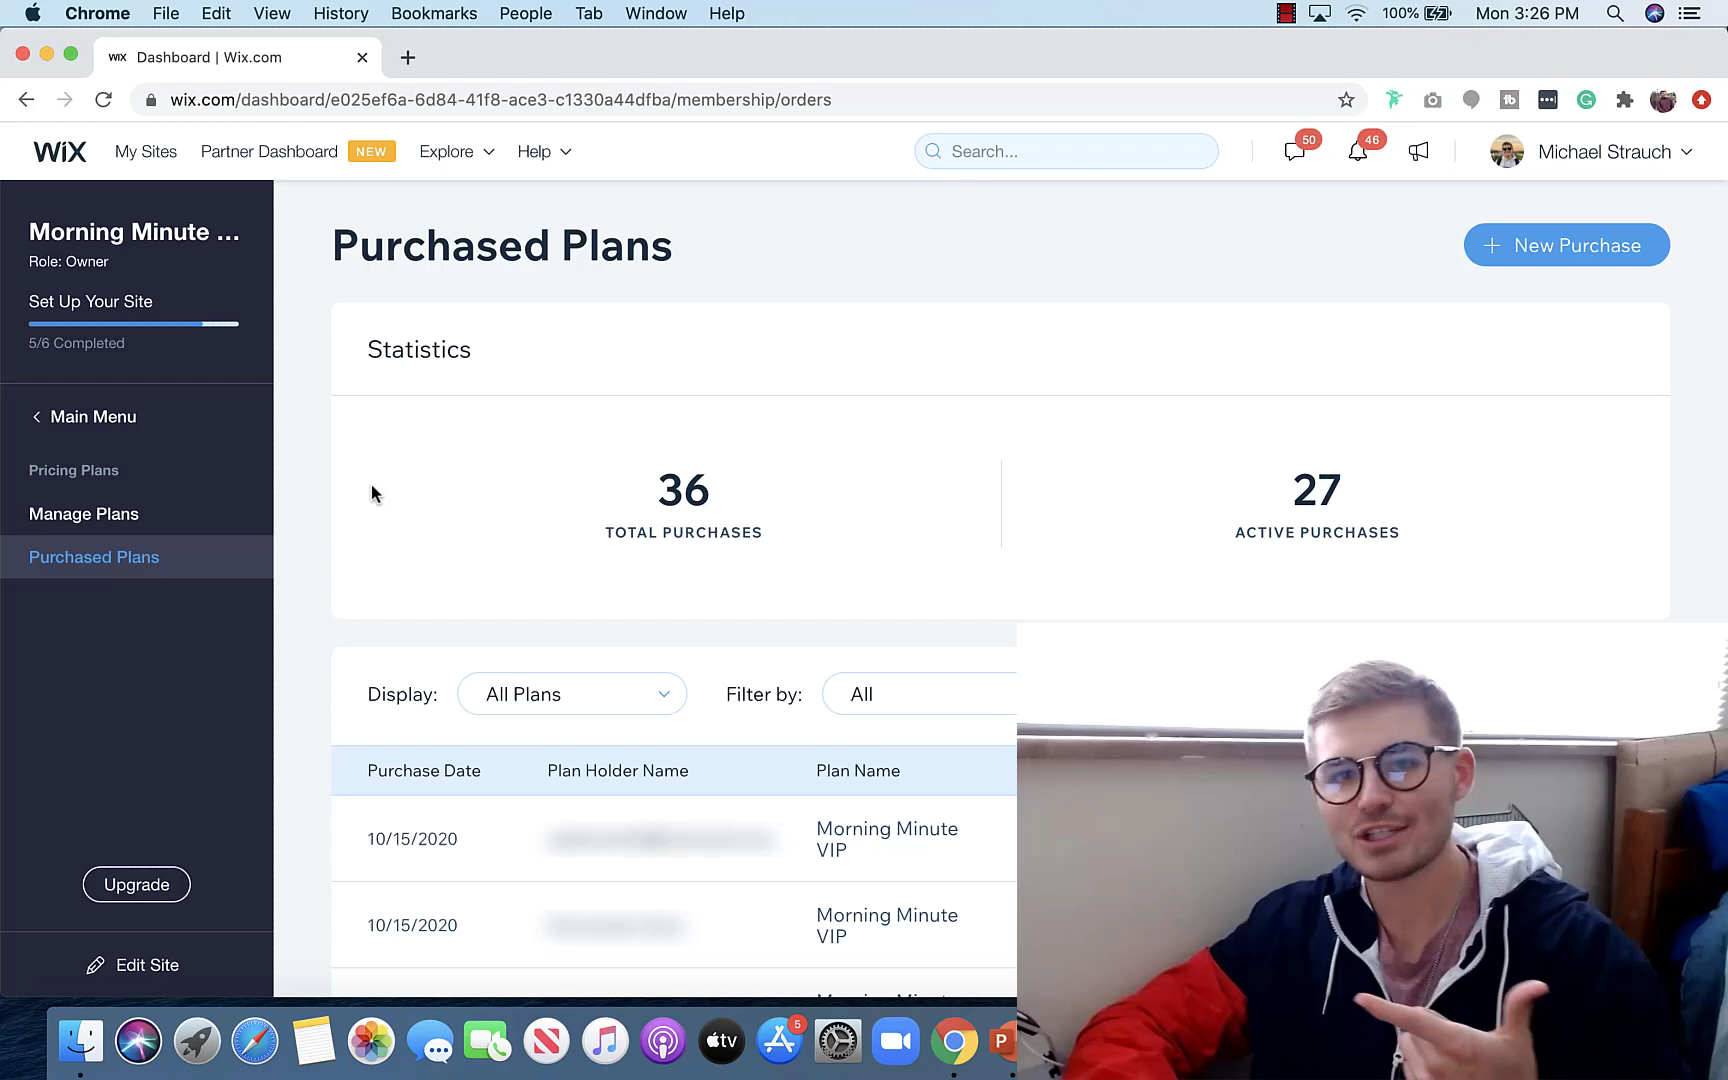 Chrome File Edit View History Bookmarks People Tab Window Help
100% Mon 3:26 PM
WiX Dashboard | Wix.com
wix.com/dashboard/e025ef6a-6d84-41f8-ace3-c1330a44dfba/membership/orders
WiX My Sites Partner Dashboard NEW Explore Help Search... 50 46 Michael Strauch
Morning Minute ...
Role: Owner
Set Up Your Site
5/6 Completed
Main Menu
Pricing Plans
Manage Plans
Purchased Plans
Upgrade
Edit Site
Purchased Plans
+ New Purchase
Statistics
36
TOTAL PURCHASES
27
ACTIVE PURCHASES
Display: All Plans Filter by: All
Purchase Date Plan Holder Name Plan Name
10/15/2020 Morning Minute
VIP
10/15/2020 Morning Minute
VIP
tv
5
P